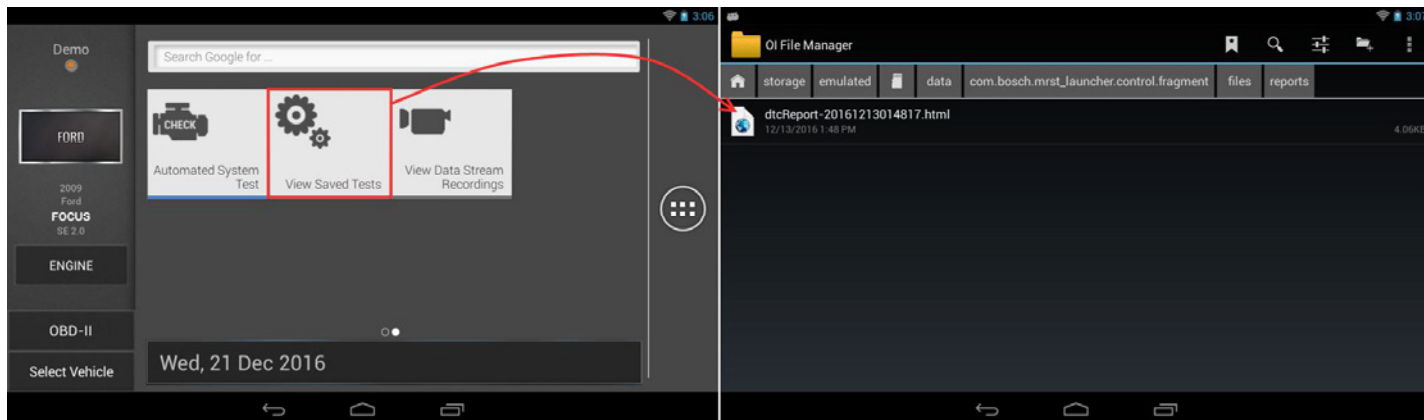 3:06
Demo
Search Google for ...
FORD
CHECK
Automated System
Test
View Saved Tests
View Data Stream
Recordings
2009
Ford
FOCUS
SE 2.0
ENGINE
OBD-II
Select Vehicle
Wed, 21 Dec 2016
3:07
OI File Manager
storage emulated data com.bosch.mrst_launcher.control.fragment files reports
dtcReport-20161213014817.html
12/13/2016 1:48 PM
4.06KB